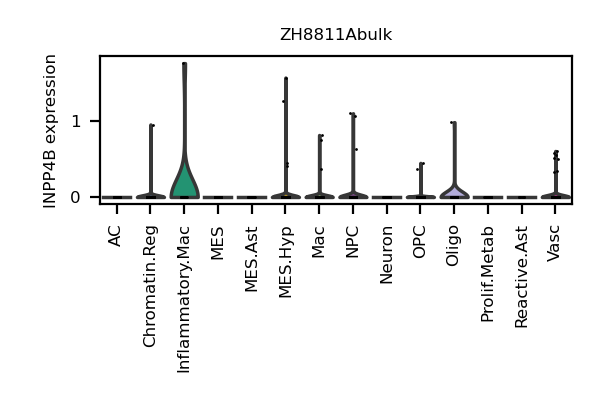 ZH8811Abulk
INPP4B expression
1
0
AC
Chromatin.Reg
Inflammatory.Mac
MES
MES.Ast
MES.Hyp
Mac
NPC
Neuron
OPC
Oligo
Prolif.Metab
Reactive.Ast
Vasc